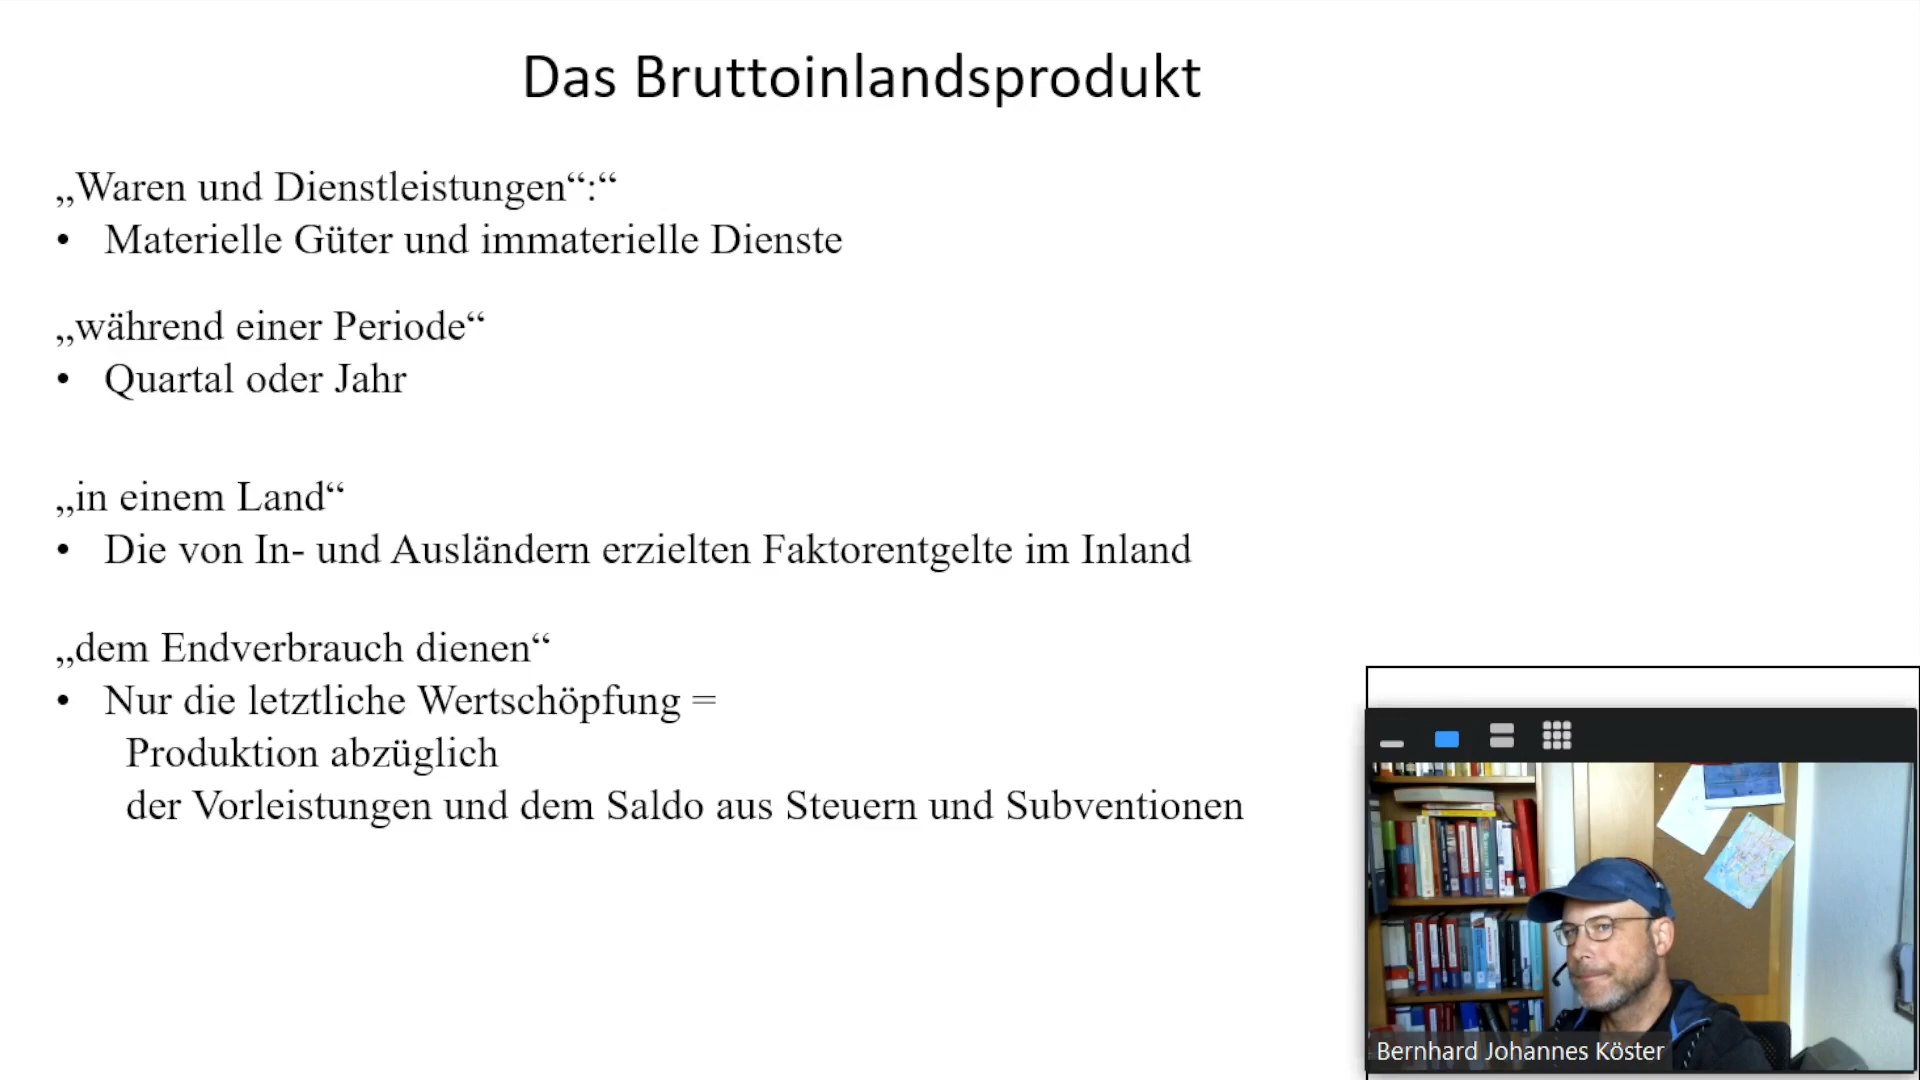 Das Bruttoinlandsprodukt
„Waren und Dienstleistungen“:“
• Materielle Güter und immaterielle Dienste
„während einer Periode“
• Quartal oder Jahr
„in einem Land“
• Die von In- und Ausländern erzielten Faktorentgelte im Inland
„dem Endverbrauch dienen“
• Nur die letztliche Wertschöpfung =
Produktion abzüglich
der Vorleistungen und dem Saldo aus Steuern und Subventionen
Bernhard Johannes Köster